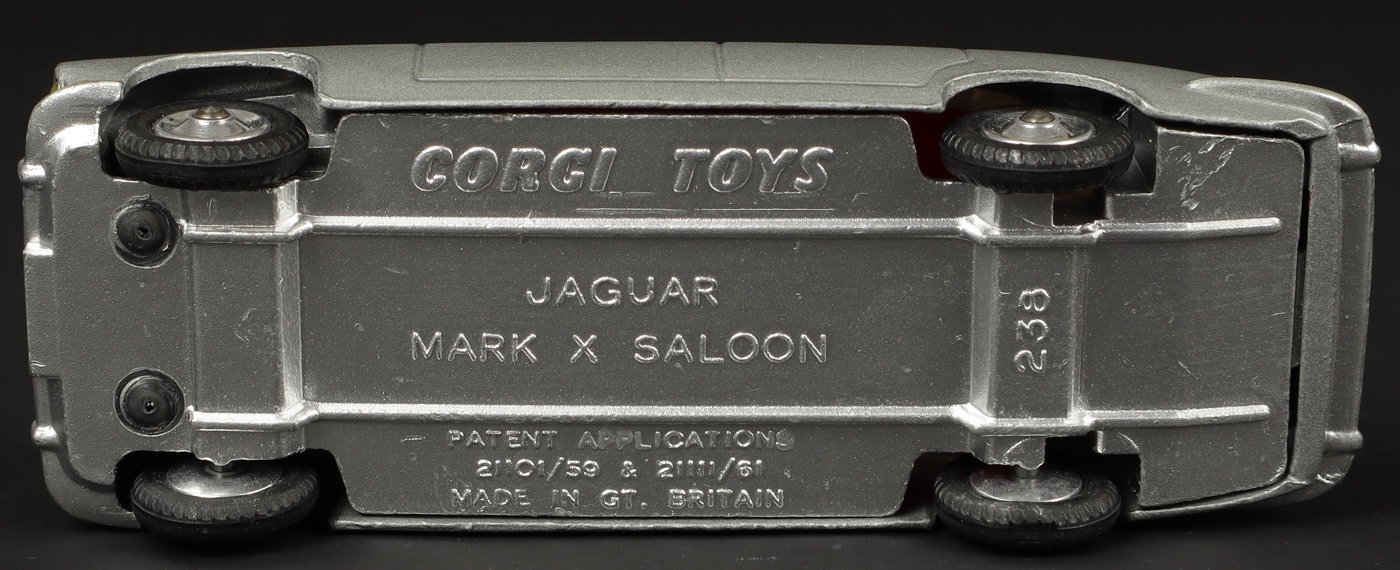 CORGI TOYS
JAGUAR
MARK X SALOON
238
PATENT APPLICATIONS
21101/59 & 21111/61
MADE IN GT. BRITAIN